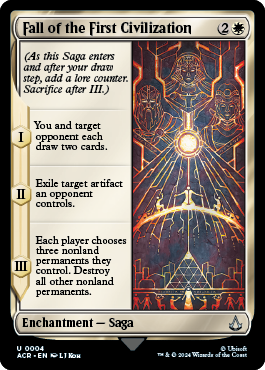 Fall of the First Civilization 2
(As this Saga enters
and after your draw
step, add a lore counter.
Sacrifice after III.)
I
You and target
opponent each
draw two cards.
II
Exile target artifact
an opponent
controls.
III
Each player chooses
three nonland
permanents they
control. Destroy
all other nonland
permanents.
Enchantment — Saga
U 0004
ACR • EN LIXIN
© Ubisoft
™ & © 2024 Wizards of the Coast